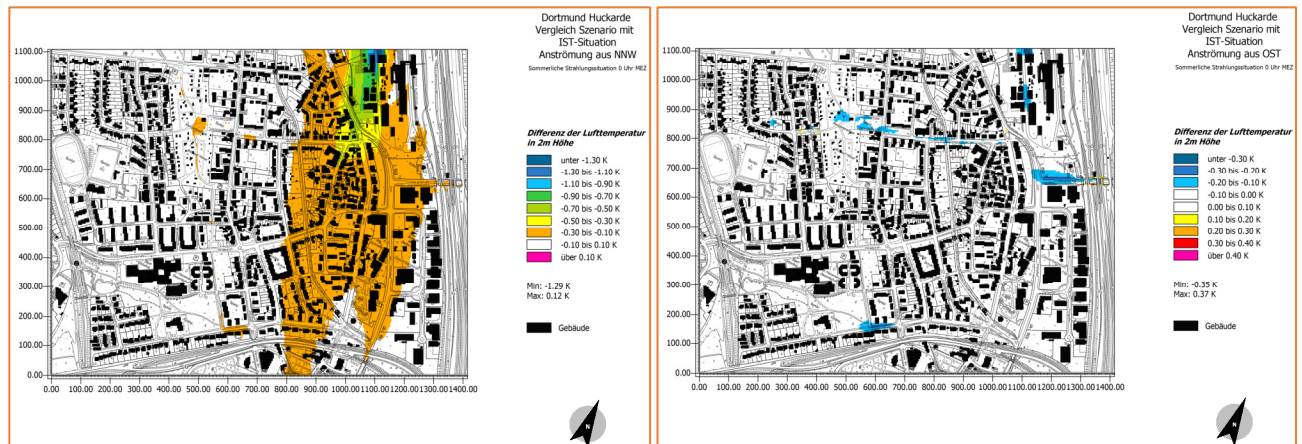 Dortmund Huckarde
Vergleich Szenario mit
IST-Situation
Anströmung aus NNW
Sommerliche Strahlungssituation 0 Uhr MEZ
1100.00
1000.00
900.00
800.00
700.00
600.00
500.00
400.00
300.00
200.00
100.00
0.00
0.00 100.00 200.00 300.00 400.00 500.00 600.00 700.00 800.00 900.00 1000.00 1100.00 1200.00 1300.00 1400.00
Differenz der Lufttemperatur
in 2m Höhe
unter -1.30 K
-1.30 bis -1.10 K
-1.10 bis -0.90 K
-0.90 bis -0.70 K
-0.70 bis -0.50 K
-0.50 bis -0.30 K
-0.30 bis -0.10 K
-0.10 bis 0.10 K
über 0.10 K
Min: -1.29 K
Max: 0.12 K
Gebäude
N
Dortmund Huckarde
Vergleich Szenario mit
IST-Situation
Anströmung aus OST
Sommerliche Strahlungssituation 0 Uhr MEZ
1100.00
1000.00
900.00
800.00
700.00
600.00
500.00
400.00
300.00
200.00
100.00
0.00
0.00 100.00 200.00 300.00 400.00 500.00 600.00 700.00 800.00 900.00 1000.00 1100.00 1200.00 1300.00 1400.00
Differenz der Lufttemperatur
in 2m Höhe
unter -0.30 K
-0.30 bis -0.20 K
-0.20 bis -0.10 K
-0.10 bis 0.00 K
0.00 bis 0.10 K
0.10 bis 0.20 K
0.20 bis 0.30 K
0.30 bis 0.40 K
über 0.40 K
Min: -0.35 K
Max: 0.37 K
Gebäude
N